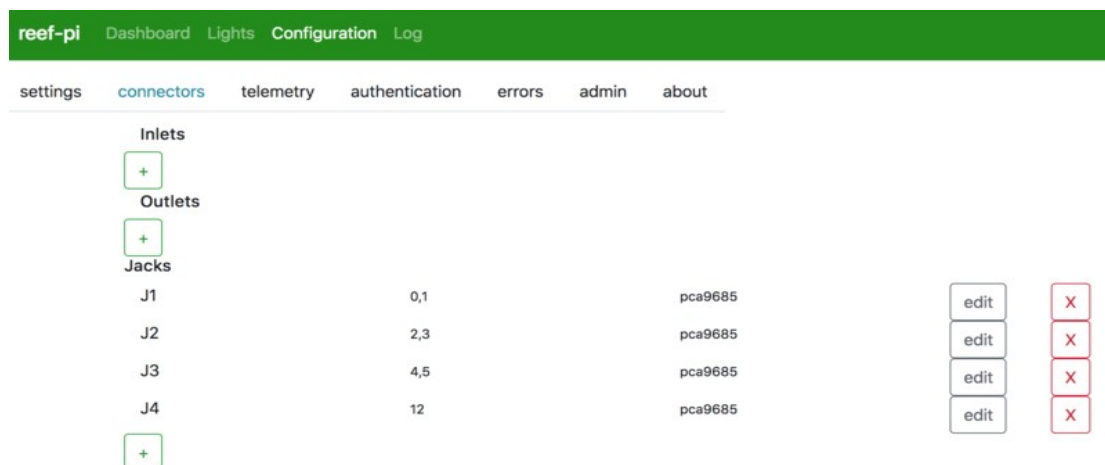 reef-pi Dashboard Lights Configuration Log
settings connectors telemetry authentication errors admin about
Inlets
+
Outlets
+
Jacks
J1 0,1 pca9685 edit X
J2 2,3 pca9685 edit X
J3 4,5 pca9685 edit X
J4 12 pca9685 edit X
+